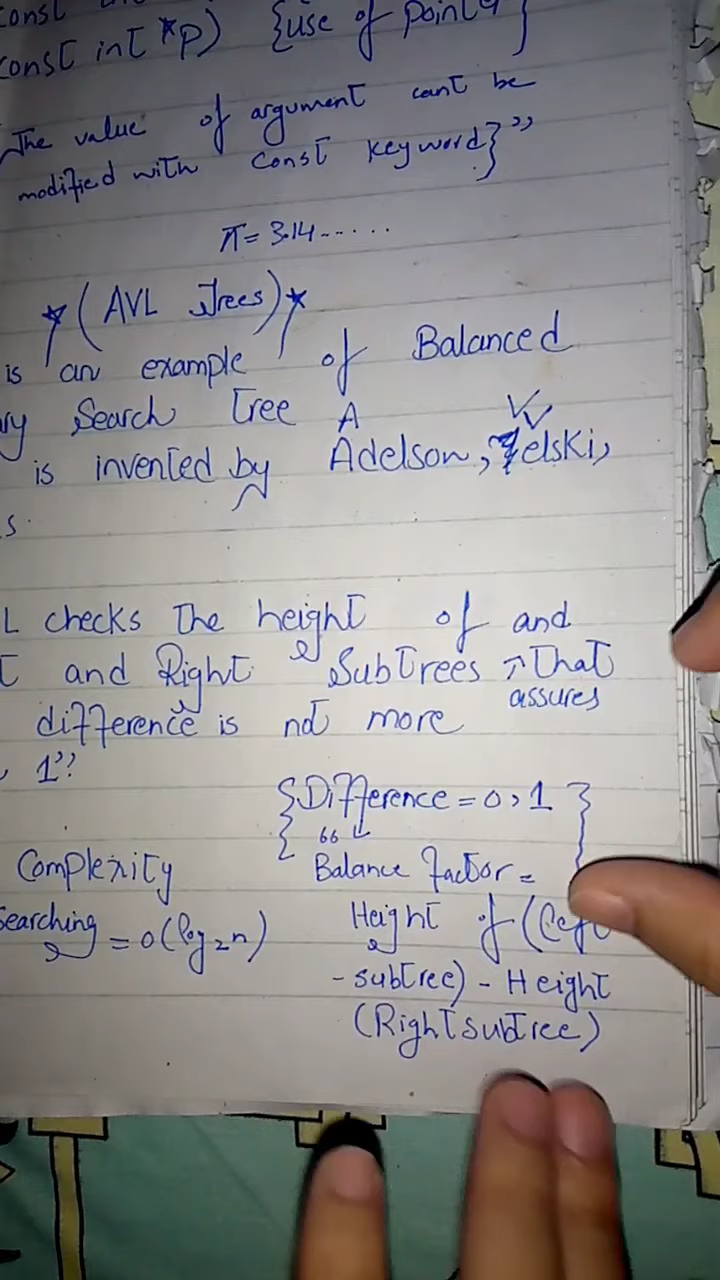 const int *p) {use of point
The value of argument cant be
modified with const keyword}"
π = 3.14......
(AVL Trees)
is an example of Balanced
ry Search tree A
is invented by Adelson, Velski,
s.
L checks the height of and
t and Right Subtrees that
assures
difference is not more
, 1"
{Difference = 0, 1 }
Balance factor =
Complexity
Searching = O(log2n)
Height of (left
-subtree) - Height
(Right subtree)